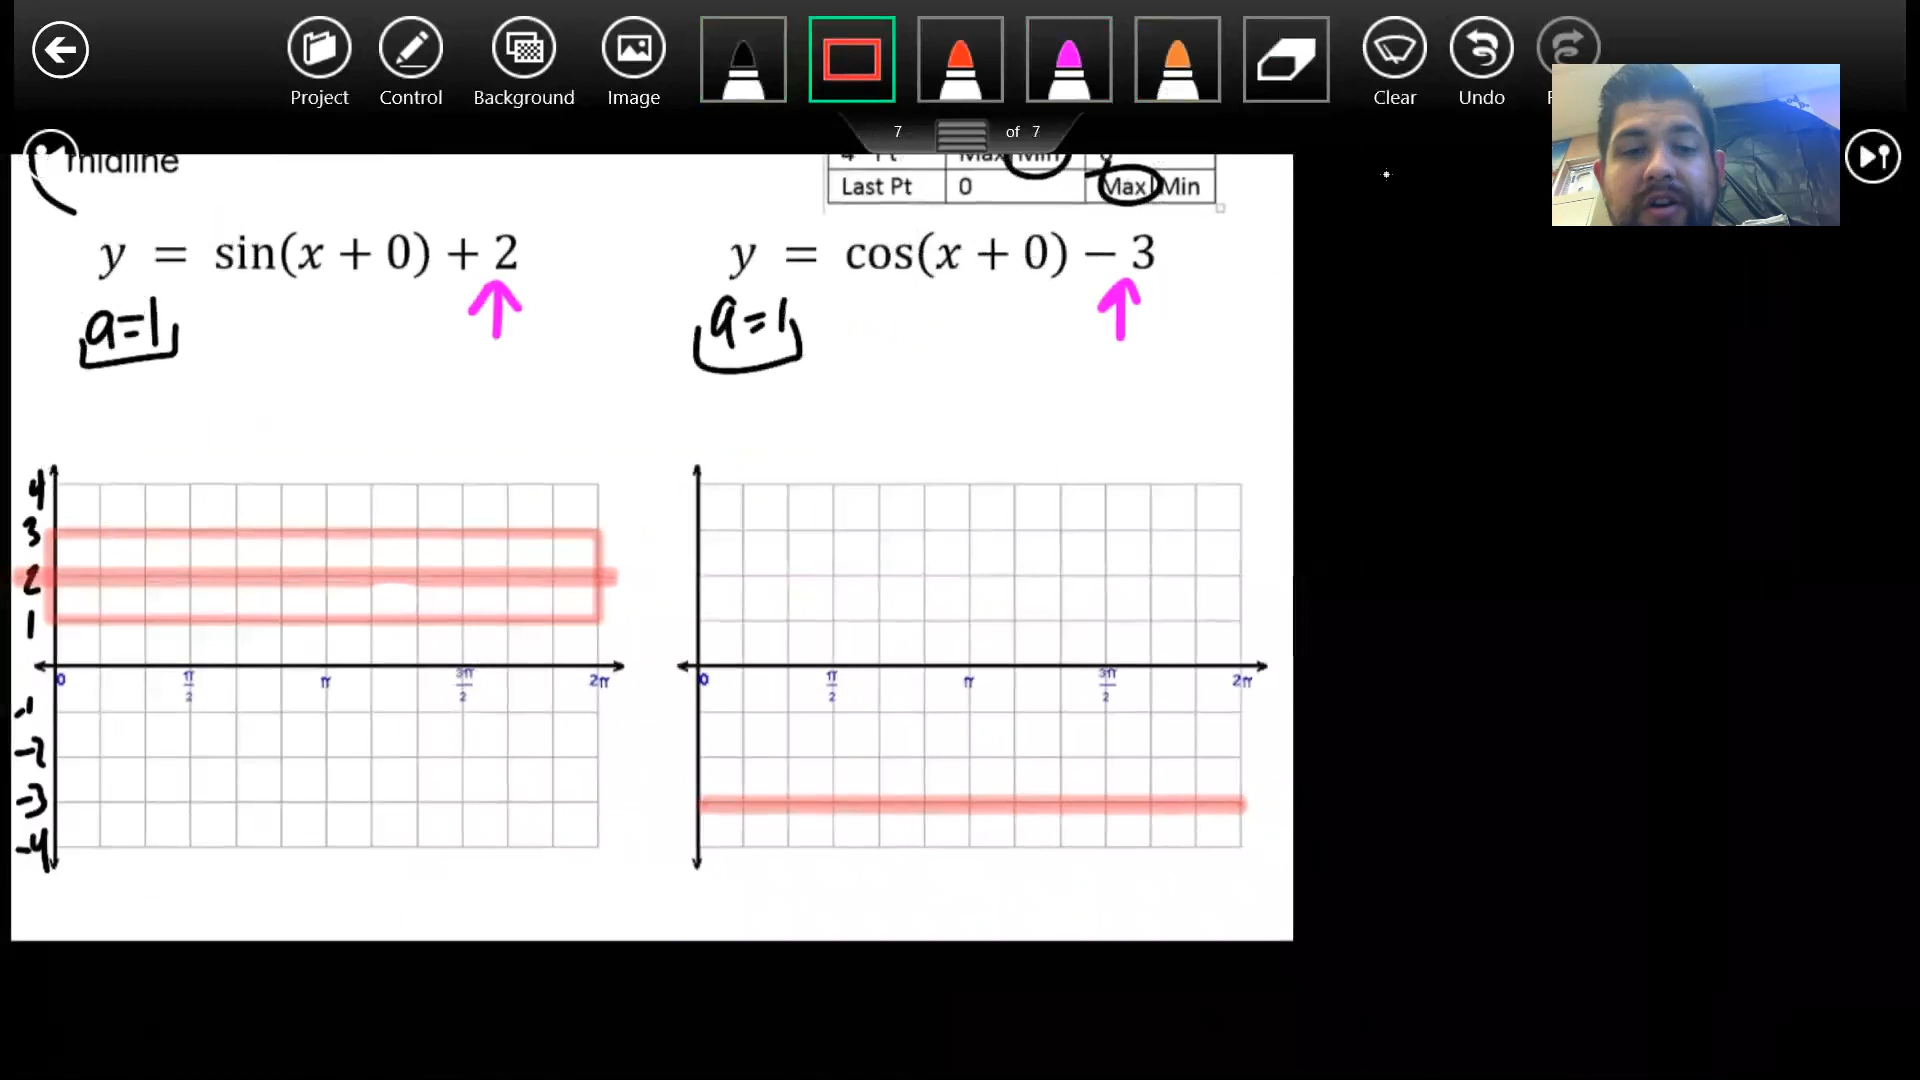 Project Control Background Image Clear Undo
7 of 7
midline
Max Min
Last Pt 0 Max Min
y = sin(x + 0) + 2
y = cos(x + 0) − 3
a=1
a=1
4
3
2
1
0 π/2 π 3π/2 2π
0 π/2 π 3π/2 2π
-1
-2
-3
-4